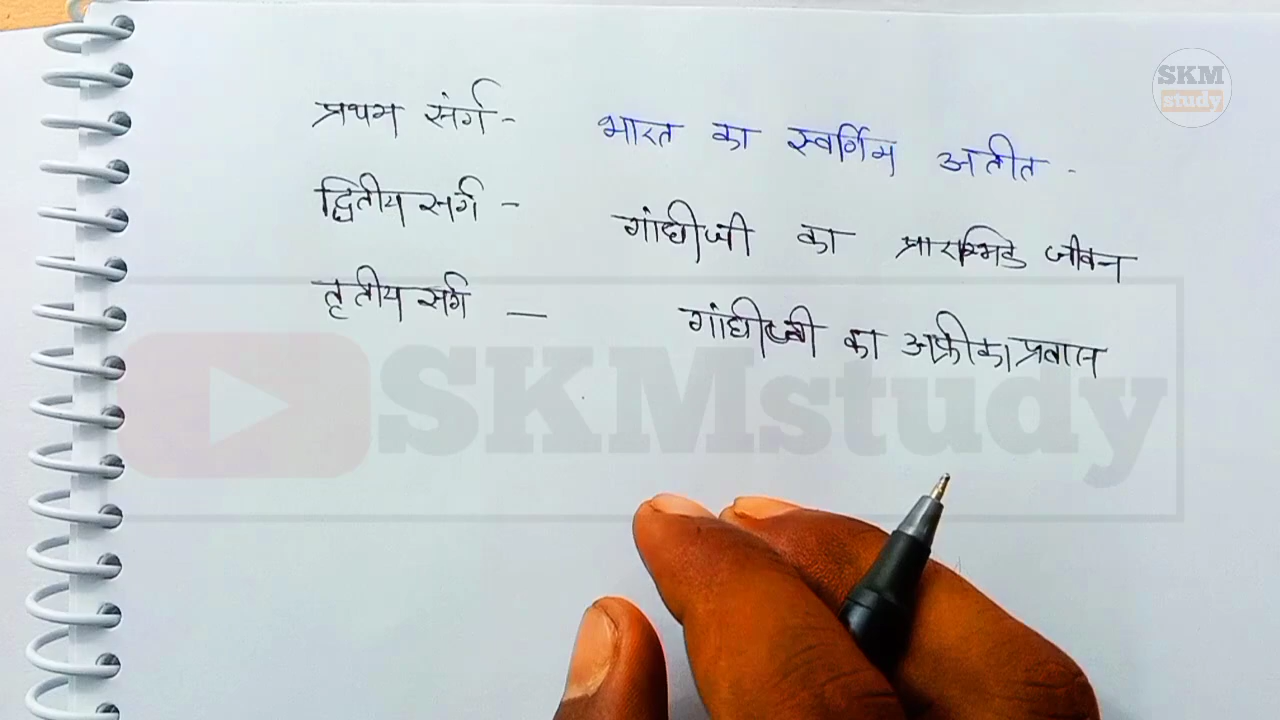 SKM
study
प्रथम सर्ग - भारत का स्वर्गिम अतीत -
द्वितीय सर्ग - गांधीजी का प्रारम्भिक जीवन
तृतीय सर्ग - गांधीजी का अफ्रीका प्रवास
SKMstudy